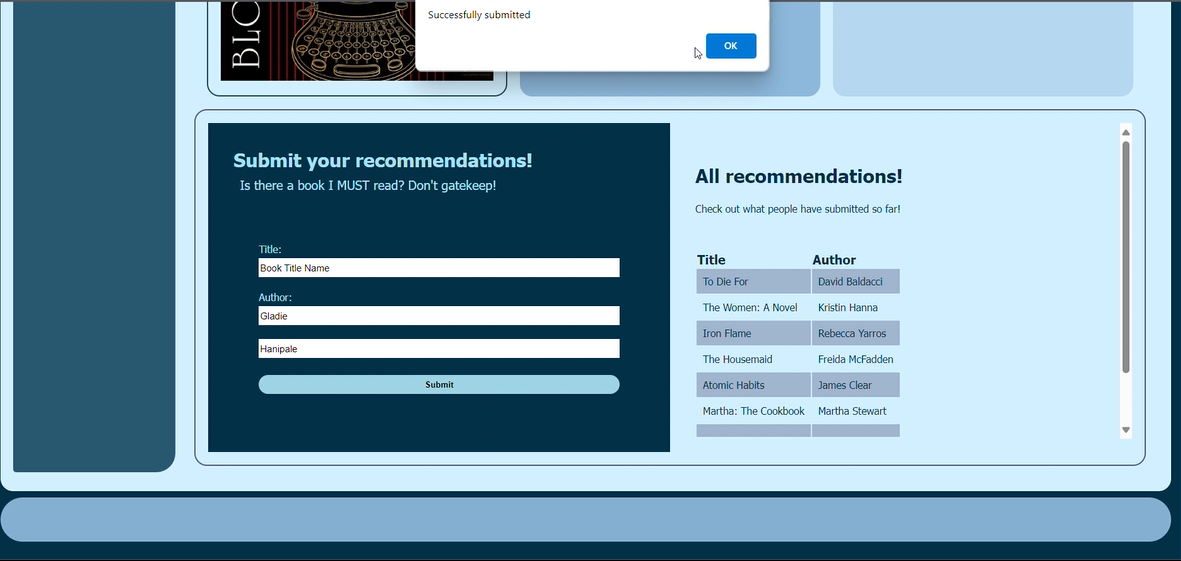 BLO
Successfully submitted
OK
Submit your recommendations!
Is there a book I MUST read? Don't gatekeep!
Title:
Book Title Name
Author:
Gladie
Hanipale
Submit
All recommendations!
Check out what people have submitted so far!
Title Author
To Die For David Baldacci
The Women: A Novel Kristin Hanna
Iron Flame Rebecca Yarros
The Housemaid Freida McFadden
Atomic Habits James Clear
Martha: The Cookbook Martha Stewart